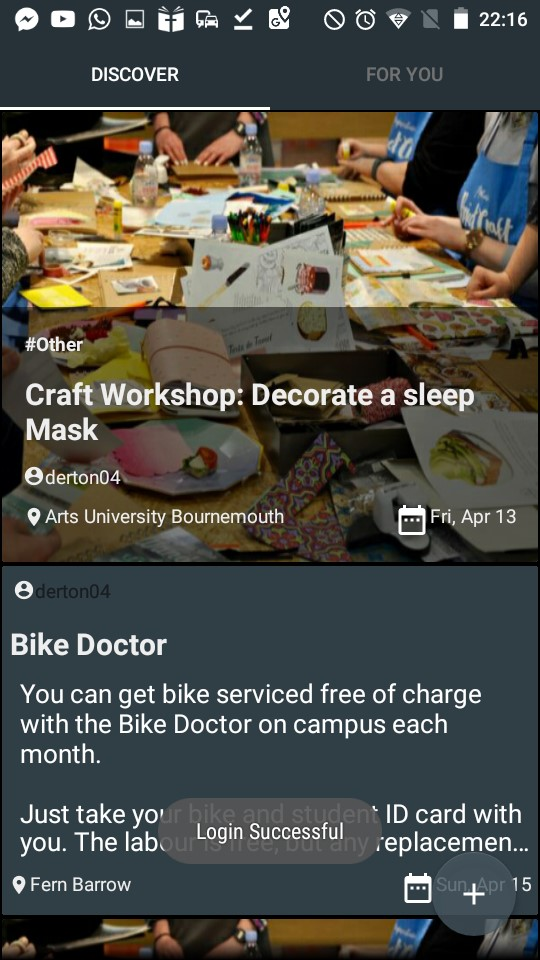 22:16
DISCOVER
FOR YOU
#Other
Craft Workshop: Decorate a sleep
Mask
derton04
Arts University Bournemouth
Fri, Apr 13
derton04
Bike Doctor
You can get bike serviced free of charge
with the Bike Doctor on campus each
month.
Just take your bike and student ID card with
you. The labour is free, but any replacemen...
Login Successful
Fern Barrow
Sun, Apr 15